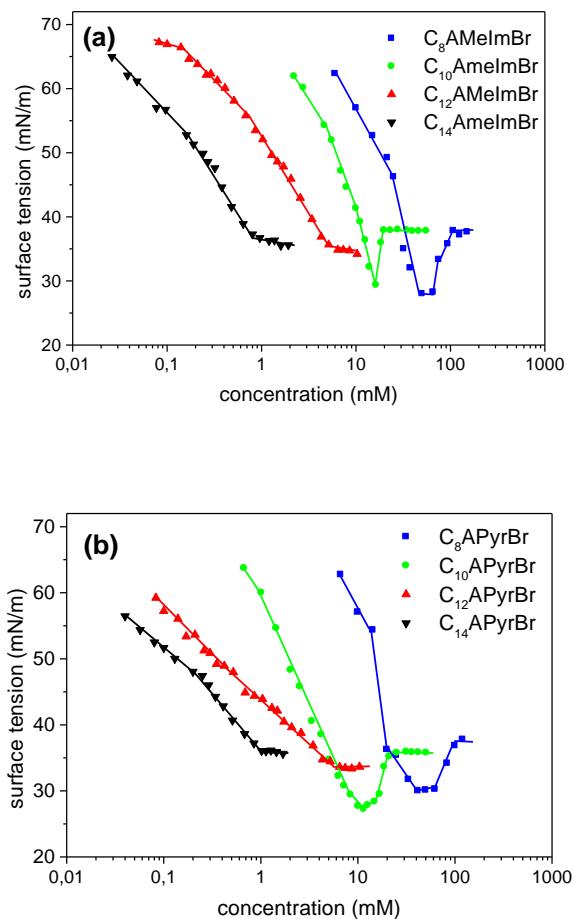 (a)
C₈AMeImBr
C₁₀AmeImBr
C₁₂AMeImBr
C₁₄AmeImBr
surface tension (mN/m)
70
60
50
40
30
20
0,01 0,1 1 10 100 1000
concentration (mM)
(b)
C₈APyrBr
C₁₀APyrBr
C₁₂APyrBr
C₁₄APyrBr
surface tension (mN/m)
70
60
50
40
30
20
0,01 0,1 1 10 100 1000
concentration (mM)